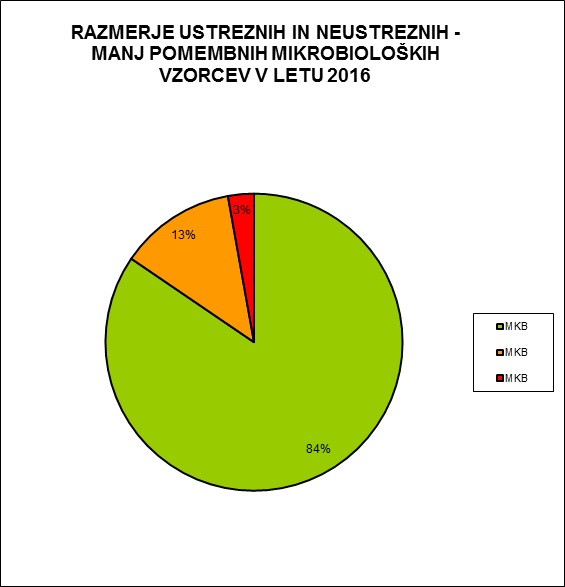 RAZMERJE USTREZNIH IN NEUSTREZNIH -
MANJ POMEMBNIH MIKROBIOLOŠKIH
VZORCEV V LETU 2016
3%
13%
84%
MKB
MKB
MKB